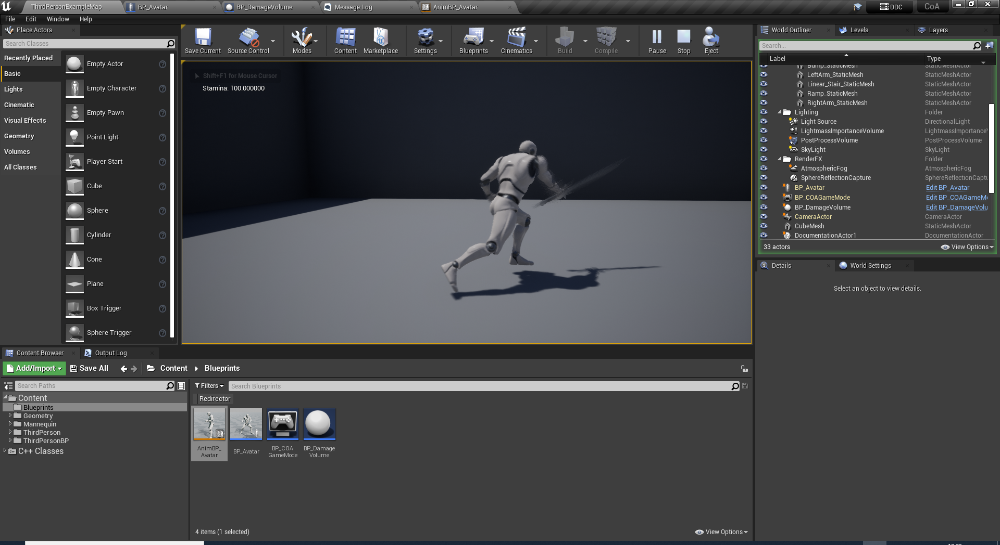 ThirdPersonExampleMap
BP_Avatar
BP_DamageVolume
Message Log
AnimBP_Avatar
DDC
CoA
File Edit Window Help
Place Actors
Search Classes
Recently Placed
Basic
Lights
Cinematic
Visual Effects
Geometry
Volumes
All Classes
Empty Actor
Empty Character
Empty Pawn
Point Light
Player Start
Cube
Sphere
Cylinder
Cone
Plane
Box Trigger
Sphere Trigger
Save Current
Source Control
Modes
Content
Marketplace
Settings
Blueprints
Cinematics
Build
Compile
Pause
Stop
Eject
Shift+F1 for Mouse Cursor
Stamina: 100.000000
World Outliner
Levels
Layers
Search...
Label Type
Bump_StaticMesh StaticMeshActor
LeftArm_StaticMesh StaticMeshActor
Linear_Stair_StaticMesh StaticMeshActor
Ramp_StaticMesh StaticMeshActor
RightArm_StaticMesh StaticMeshActor
Lighting Folder
Light Source DirectionalLight
LightmassImportanceVolume LightmassImportance
PostProcessVolume PostProcessVolume
SkyLight SkyLight
RenderFX Folder
AtmosphericFog AtmosphericFog
SphereReflectionCapture SphereReflectionCaptu
BP_Avatar Edit BP_Avatar
BP_COAGameMode Edit BP_COAGameMo
BP_DamageVolume Edit BP_DamageVolu
CameraActor CameraActor
CubeMesh StaticMeshActor
DocumentationActor1 DocumentationActor
33 actors
View Options
Details
World Settings
Select an object to view details.
Content Browser
Output Log
Add/Import
Save All
Content
Blueprints
Search Paths
Content
Blueprints
Geometry
Mannequin
ThirdPerson
ThirdPersonBP
C++ Classes
Filters
Search Blueprints
Redirector
AnimBP_
Avatar
BP_Avatar
BP_COA
GameMode
BP_Damage
Volume
4 items (1 selected)
View Options